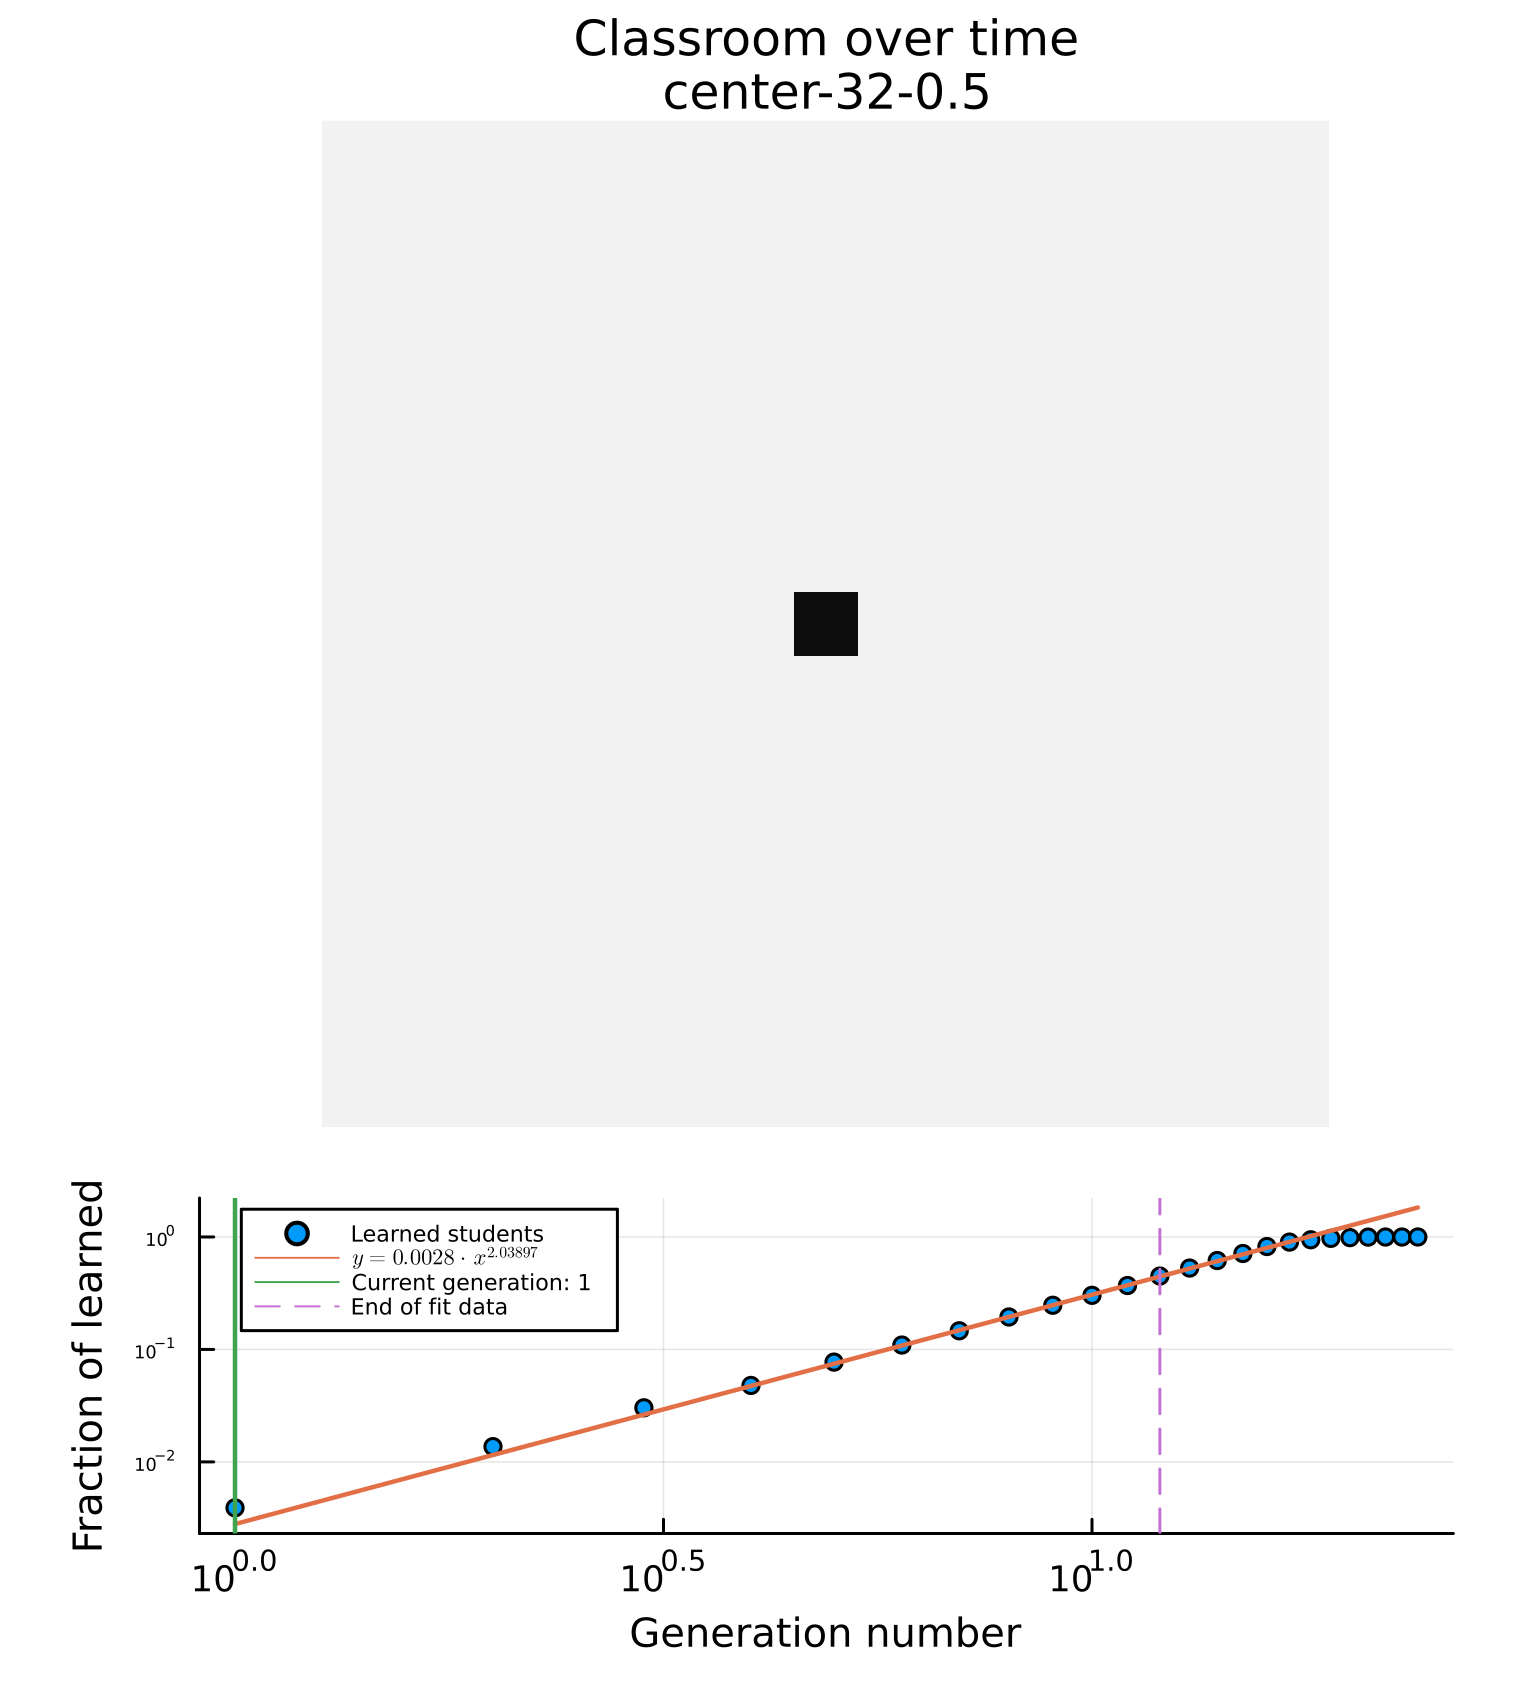 Classroom over time
center-32-0.5
Fraction of learned
10⁰
10⁻¹
10⁻²
Learned students
y = 0.0028 · x^2.03897
Current generation: 1
End of fit data
10^0.0 10^0.5 10^1.0
Generation number